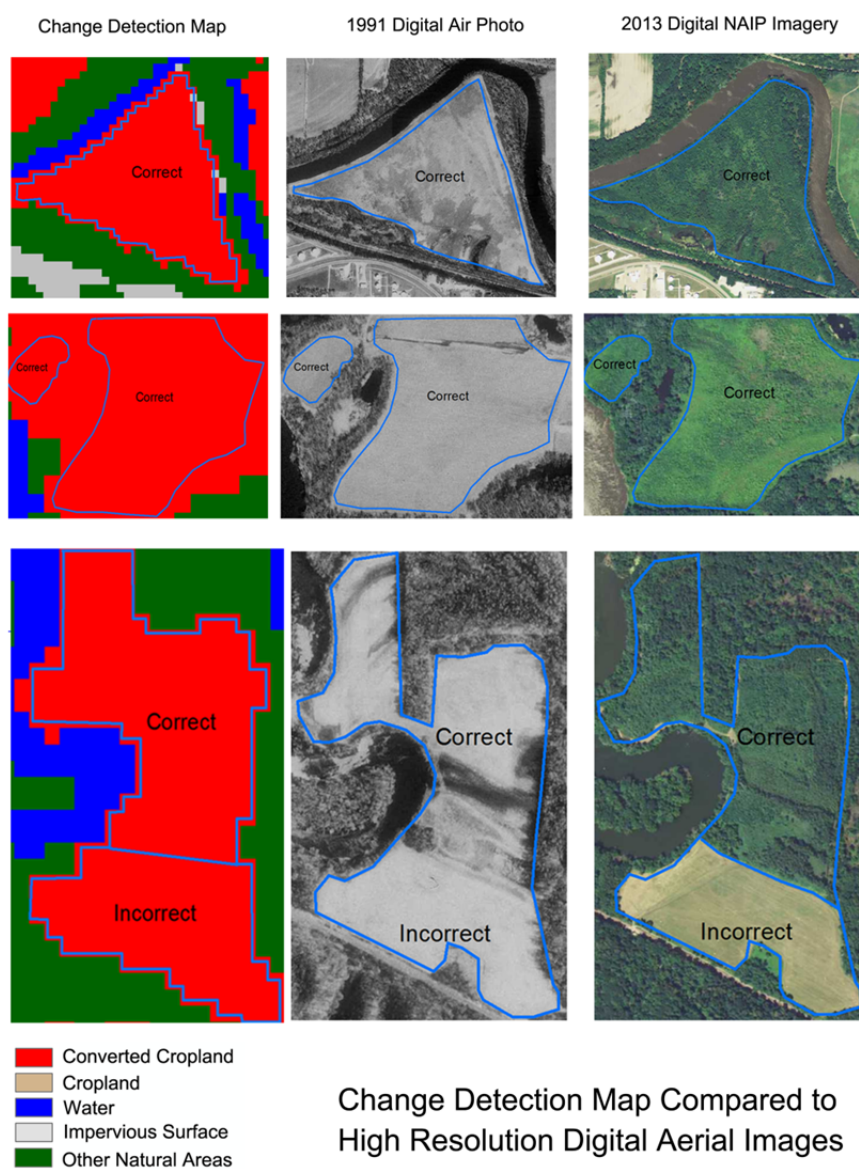 Change Detection Map
1991 Digital Air Photo
2013 Digital NAIP Imagery
Correct
Correct
Correct
Correct
Correct
Correct
Correct
Correct
Correct
Correct
Correct
Correct
Incorrect
Incorrect
Incorrect
Converted Cropland
Cropland
Water
Impervious Surface
Other Natural Areas
Change Detection Map Compared to
High Resolution Digital Aerial Images